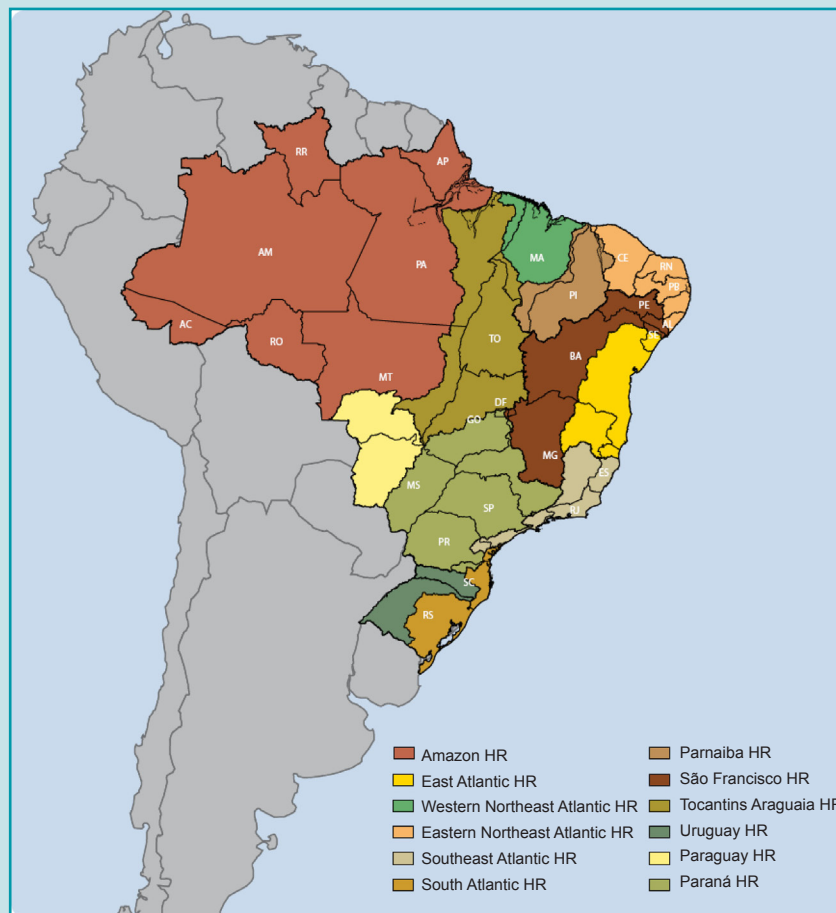 RR
AP
AM
PA
MA
CE
RN
PB
PI
PE
AL
SE
AC
RO
TO
BA
MT
DF
GO
MG
ES
MS
SP
RJ
PR
SC
RS
Amazon HR
East Atlantic HR
Western Northeast Atlantic HR
Eastern Northeast Atlantic HR
Southeast Atlantic HR
South Atlantic HR
Parnaiba HR
São Francisco HR
Tocantins Araguaia HR
Uruguay HR
Paraguay HR
Paraná HR